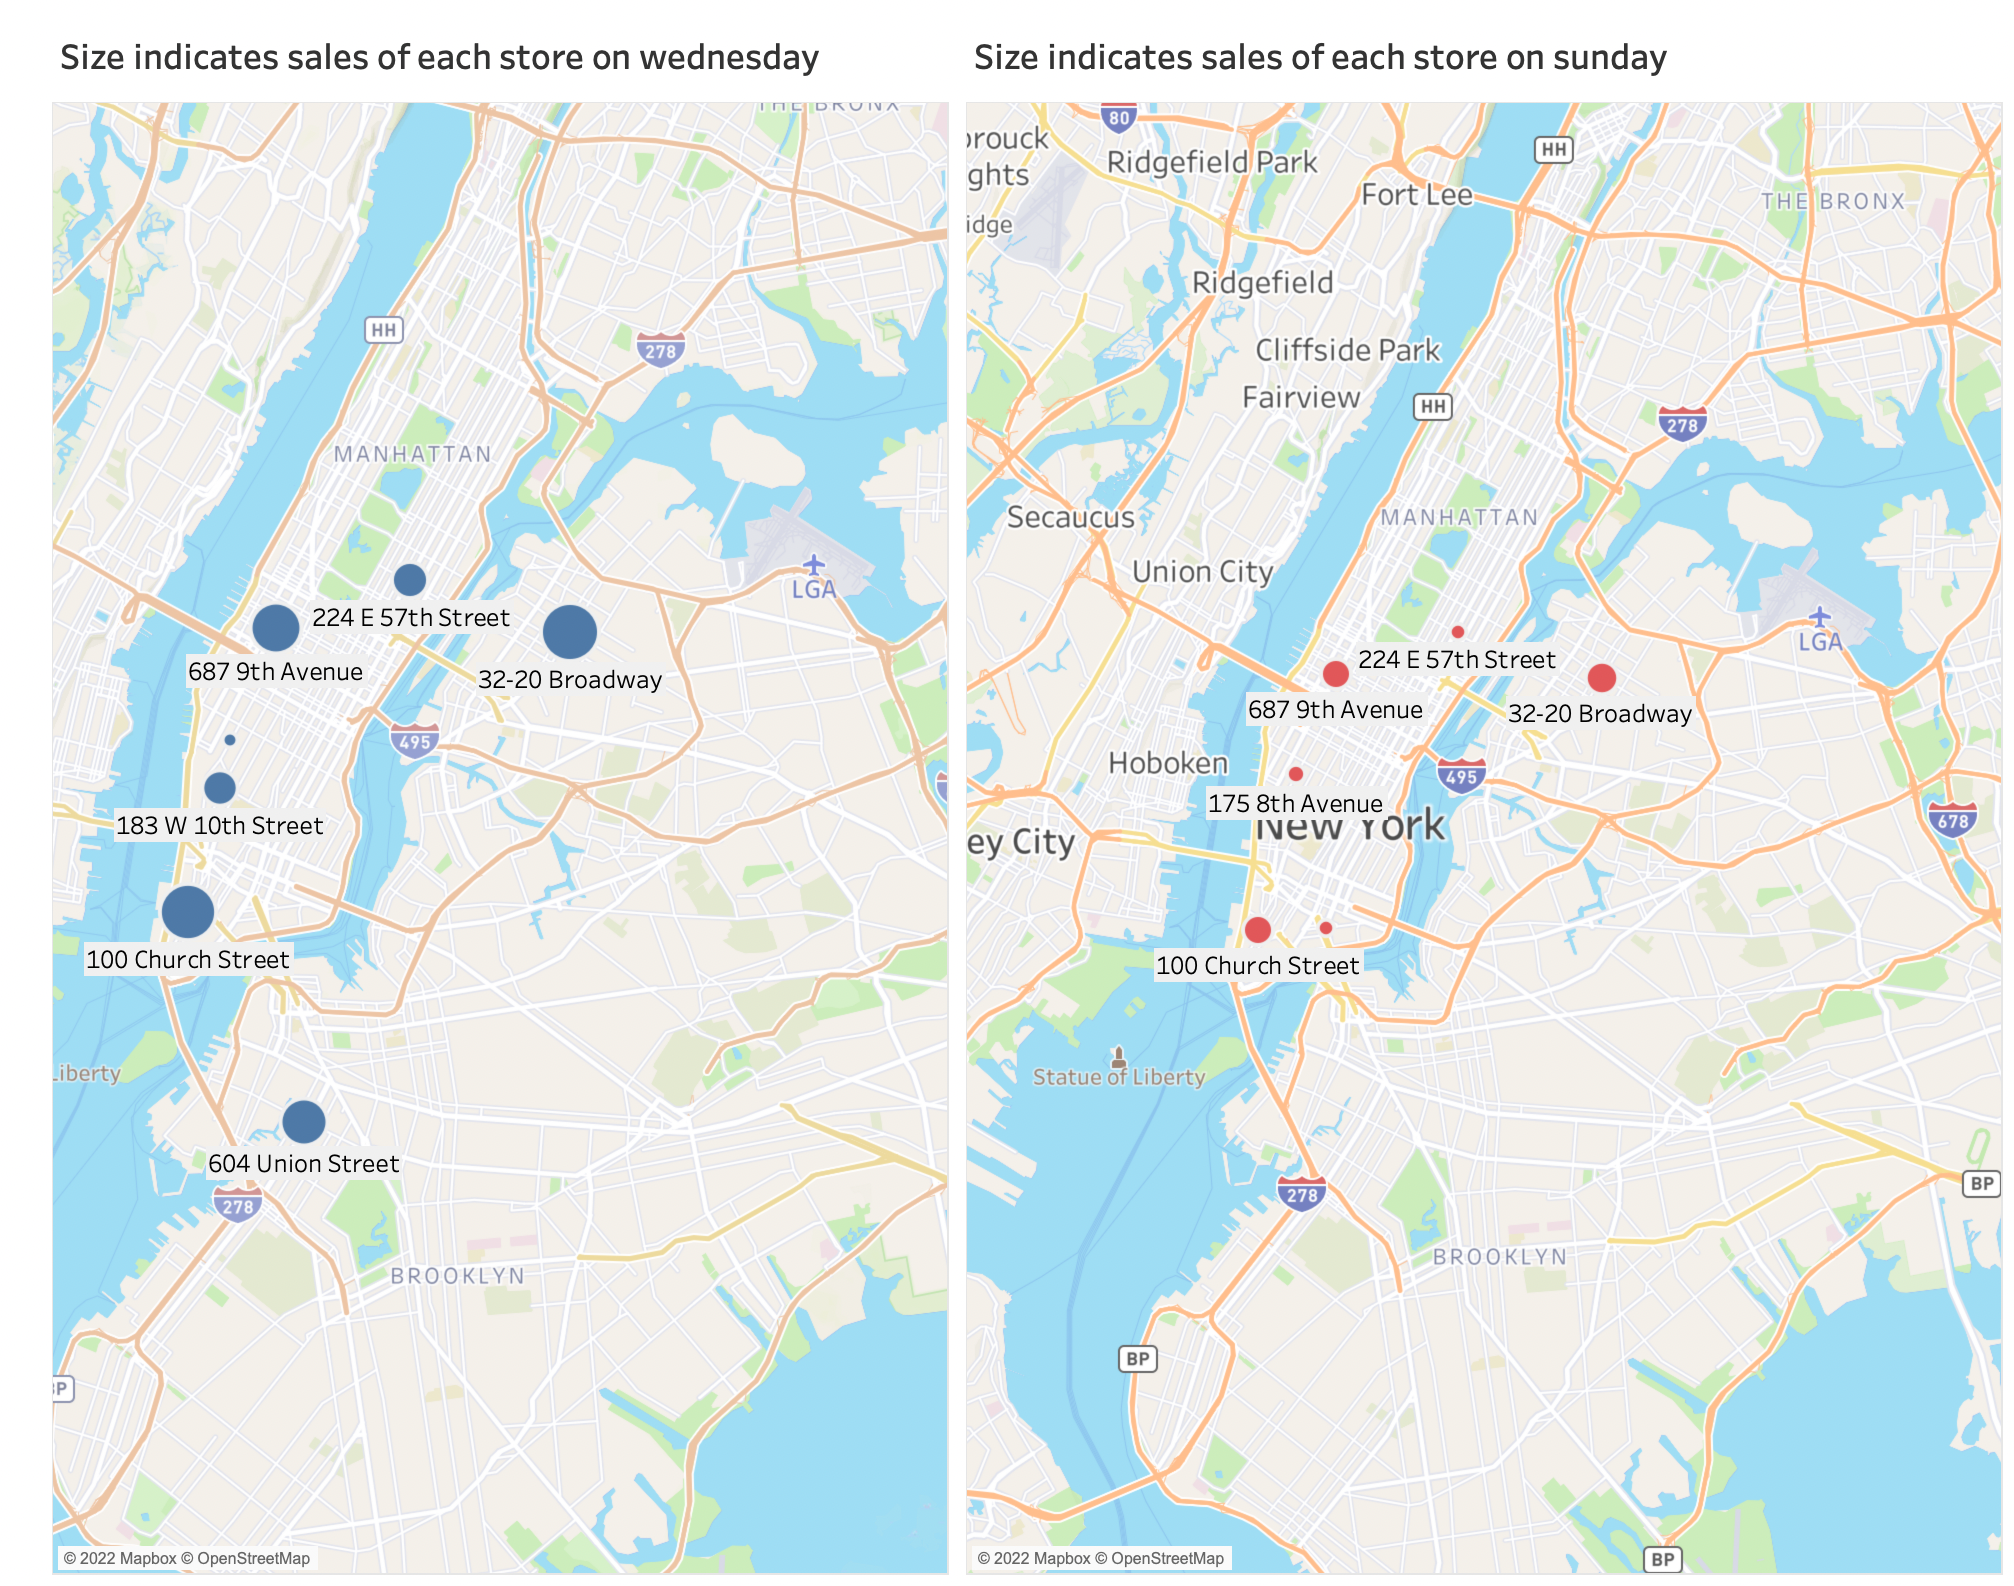 Size indicates sales of each store on wednesday
THE BRONX
HH
278
MANHATTAN
LGA
224 E 57th Street
687 9th Avenue
32-20 Broadway
495
183 W 10th Street
100 Church Street
Liberty
604 Union Street
278
BROOKLYN
BP
© 2022 Mapbox © OpenStreetMap
Size indicates sales of each store on sunday
80
HH
brouck
ghts
Ridgefield Park
Fort Lee
THE BRONX
idge
Ridgefield
Cliffside Park
Fairview
HH
278
Secaucus
MANHATTAN
Union City
LGA
224 E 57th Street
687 9th Avenue
32-20 Broadway
Hoboken
495
175 8th Avenue
New York
678
ey City
100 Church Street
Statue of Liberty
278
BP
BROOKLYN
BP
BP
© 2022 Mapbox © OpenStreetMap